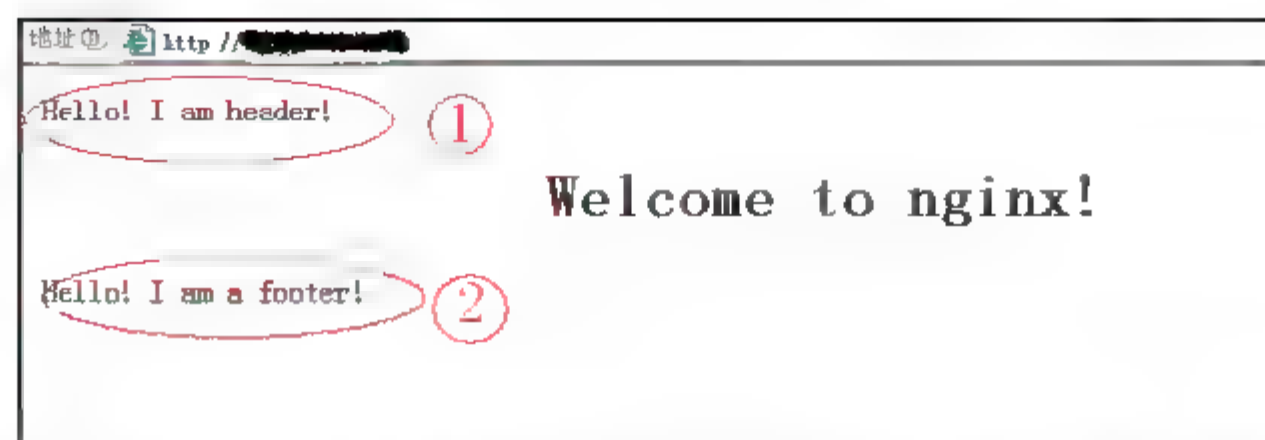 地址(D) http://
Hello! I am header! ①
Welcome to nginx!
Hello! I am a footer! ②